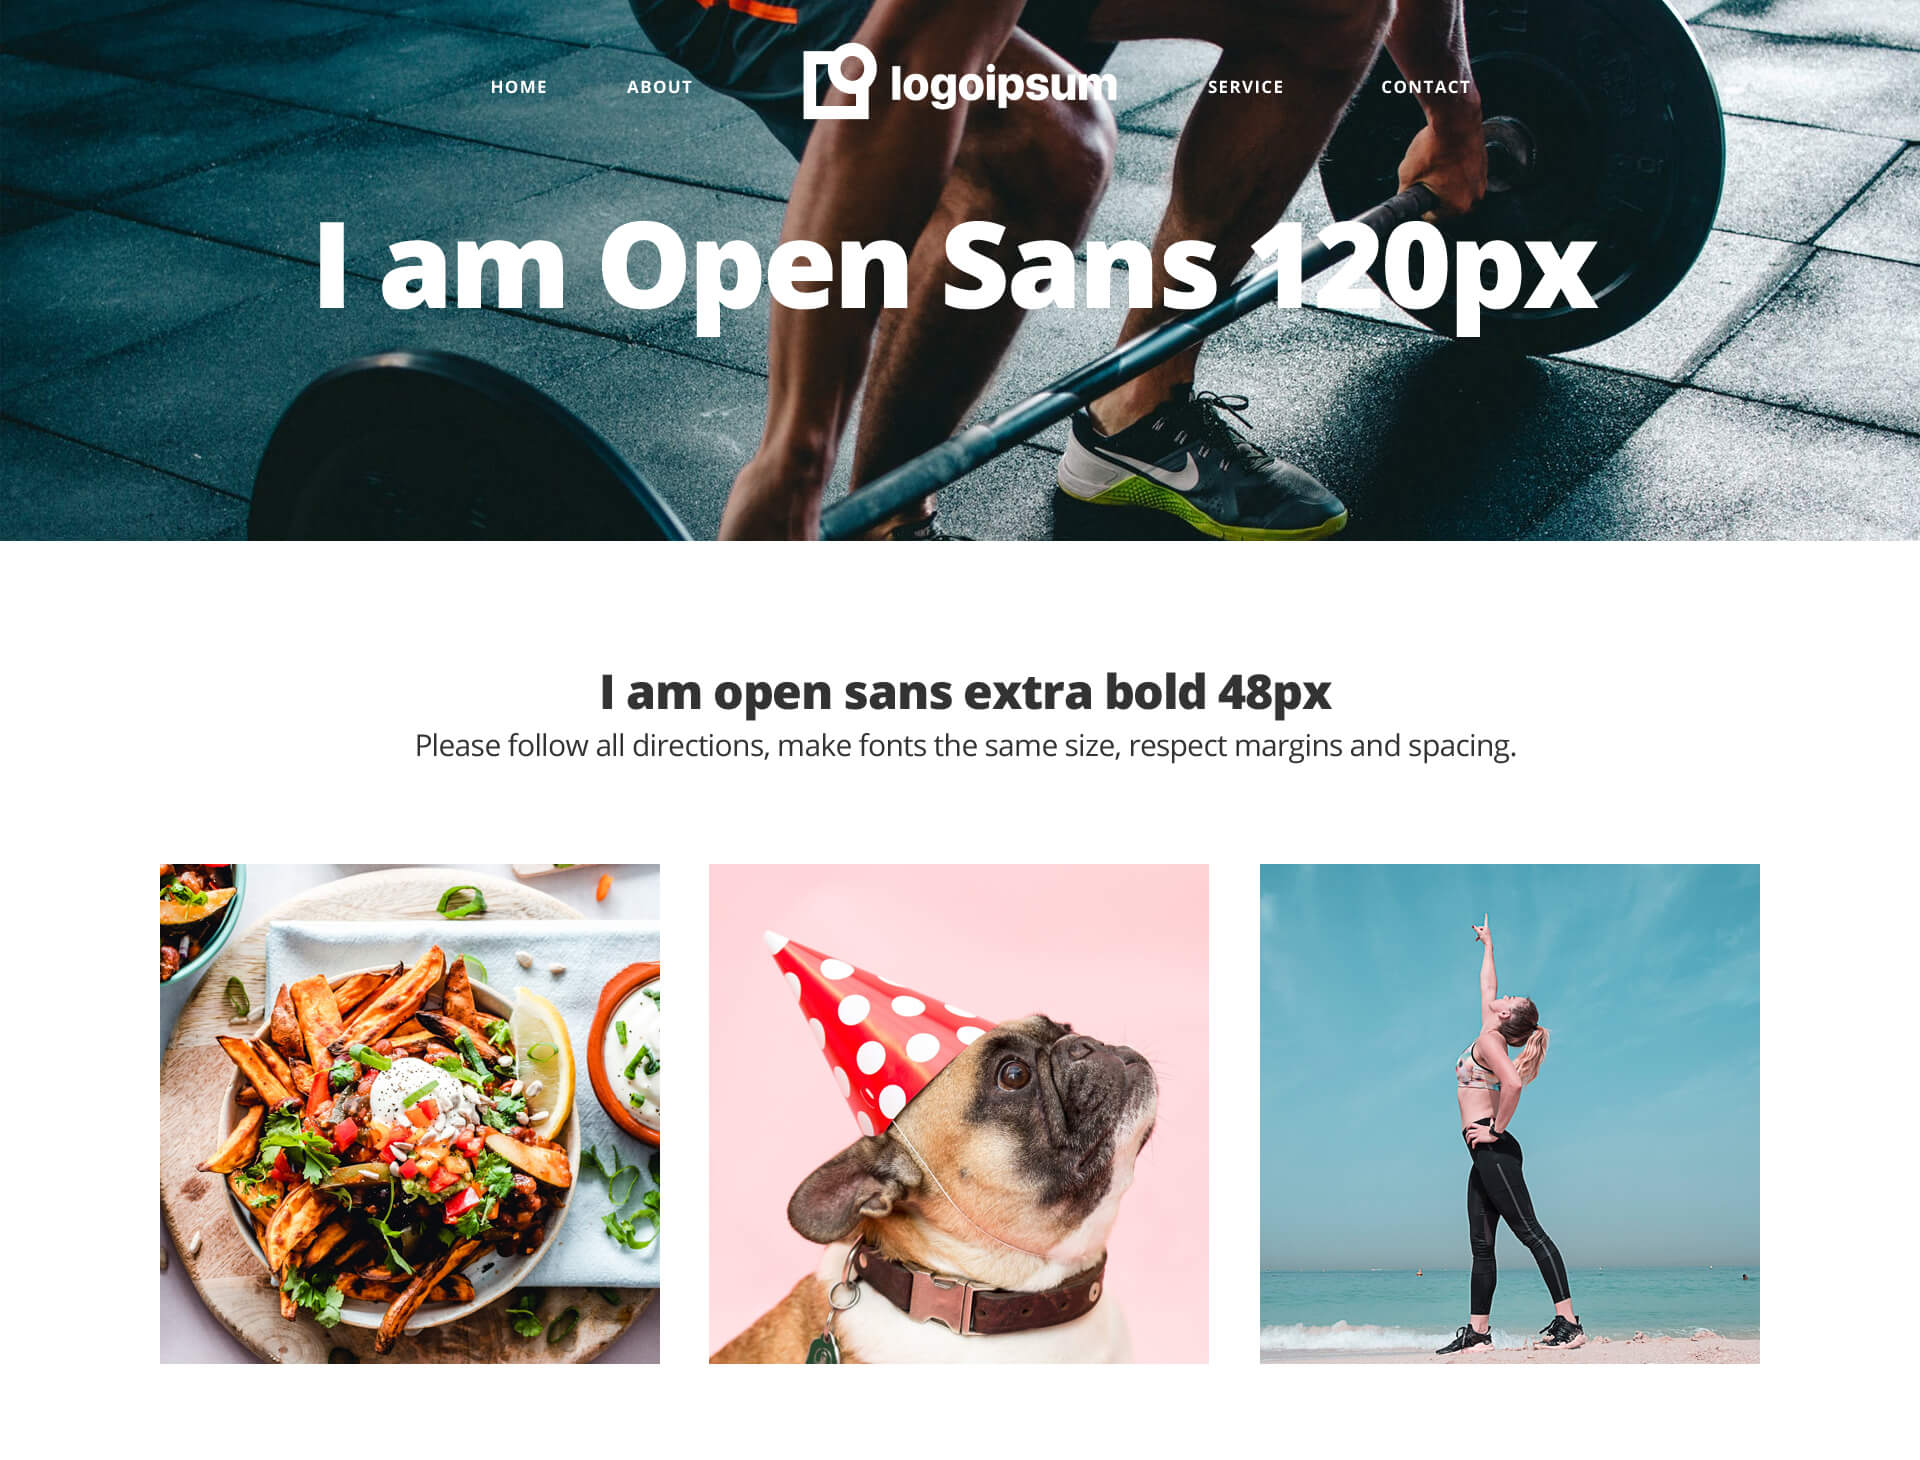 HOME ABOUT logoipsum SERVICE CONTACT
I am Open Sans 120px
I am open sans extra bold 48px
Please follow all directions, make fonts the same size, respect margins and spacing.